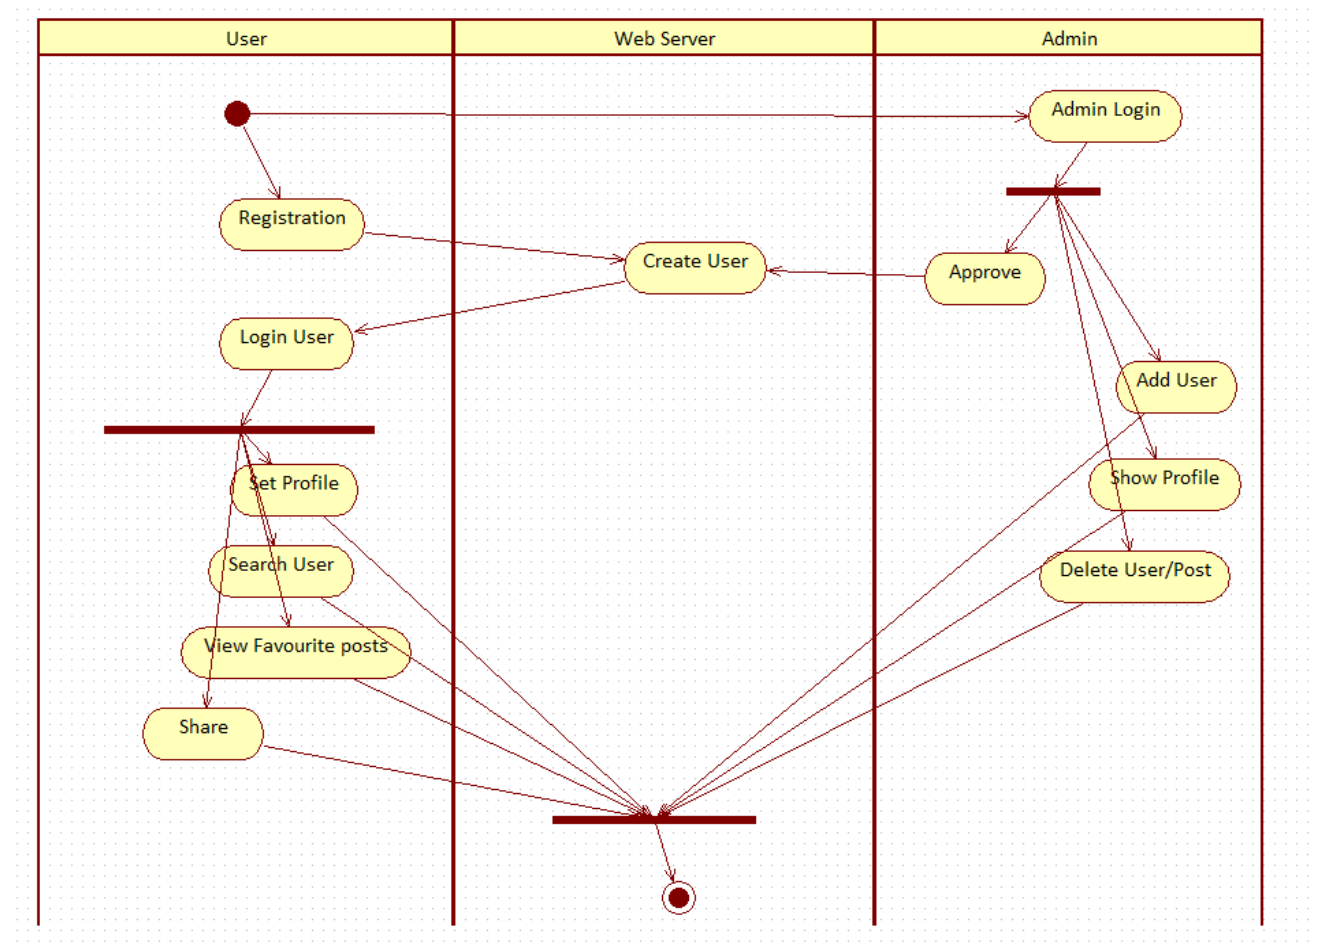 User
Web Server
Admin
Admin Login
Registration
Create User
Approve
Login User
Add User
Set Profile
Show Profile
Search User
Delete User/Post
View Favourite posts
Share